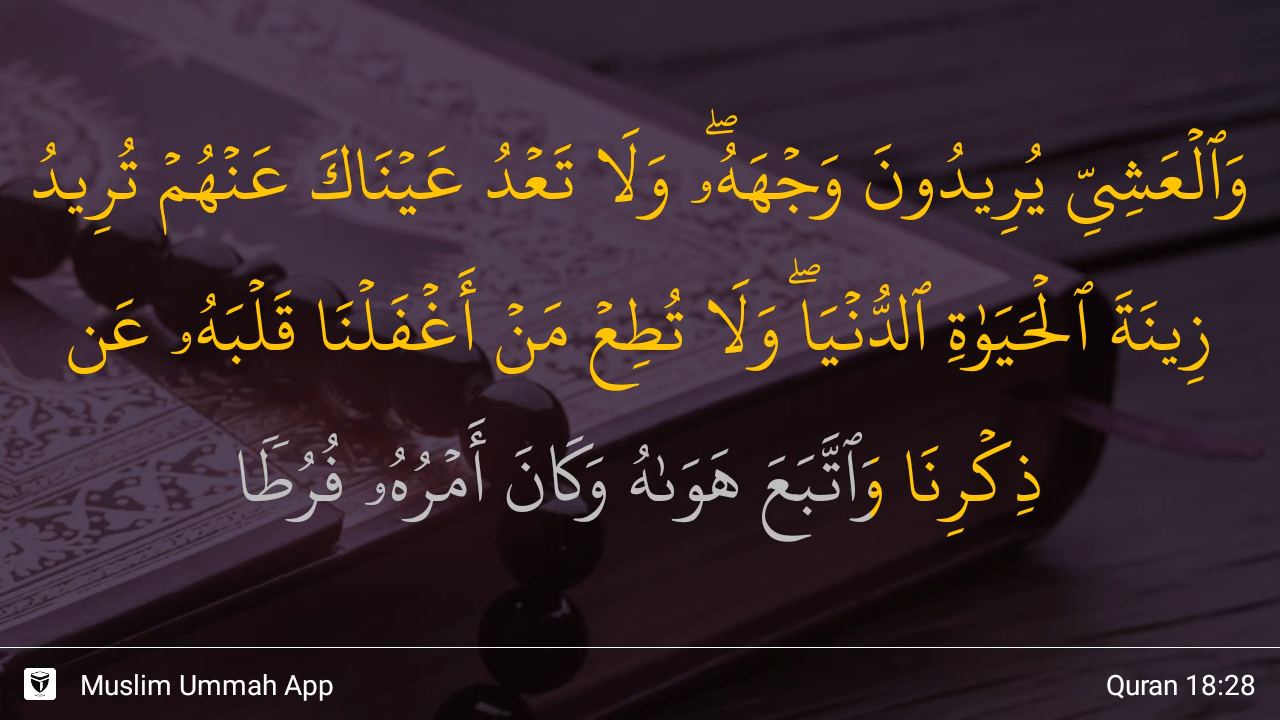 وَٱلۡعَشِيِّ يُرِيدُونَ وَجۡهَهُۥۖ وَلَا تَعۡدُ عَيۡنَاكَ عَنۡهُمۡ تُرِيدُ
زِينَةَ ٱلۡحَيَوٰةِ ٱلدُّنۡيَاۖ وَلَا تُطِعۡ مَنۡ أَغۡفَلۡنَا قَلۡبَهُۥ عَن
ذِكۡرِنَا وَٱتَّبَعَ هَوَىٰهُ وَكَانَ أَمۡرُهُۥ فُرُطٗا
Muslim Ummah App
Quran 18:28